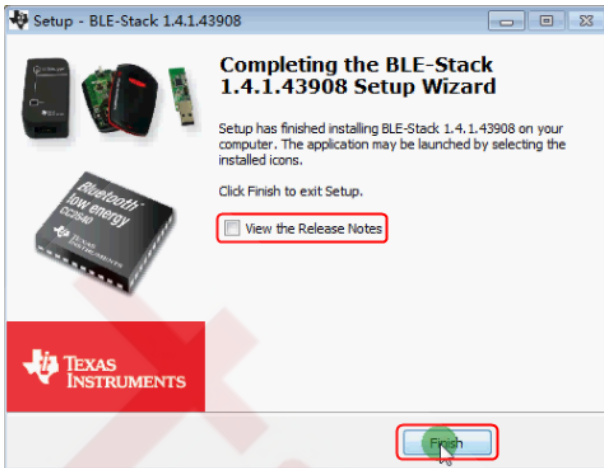 Setup - BLE-Stack 1.4.1.43908
Completing the BLE-Stack
1.4.1.43908 Setup Wizard
Setup has finished installing BLE-Stack 1.4.1.43908 on your
computer. The application may be launched by selecting the
installed icons.
Click Finish to exit Setup.
View the Release Notes
Bluetooth®
low energy
CC2540
TEXAS
INSTRUMENTS
TEXAS
INSTRUMENTS
Finish